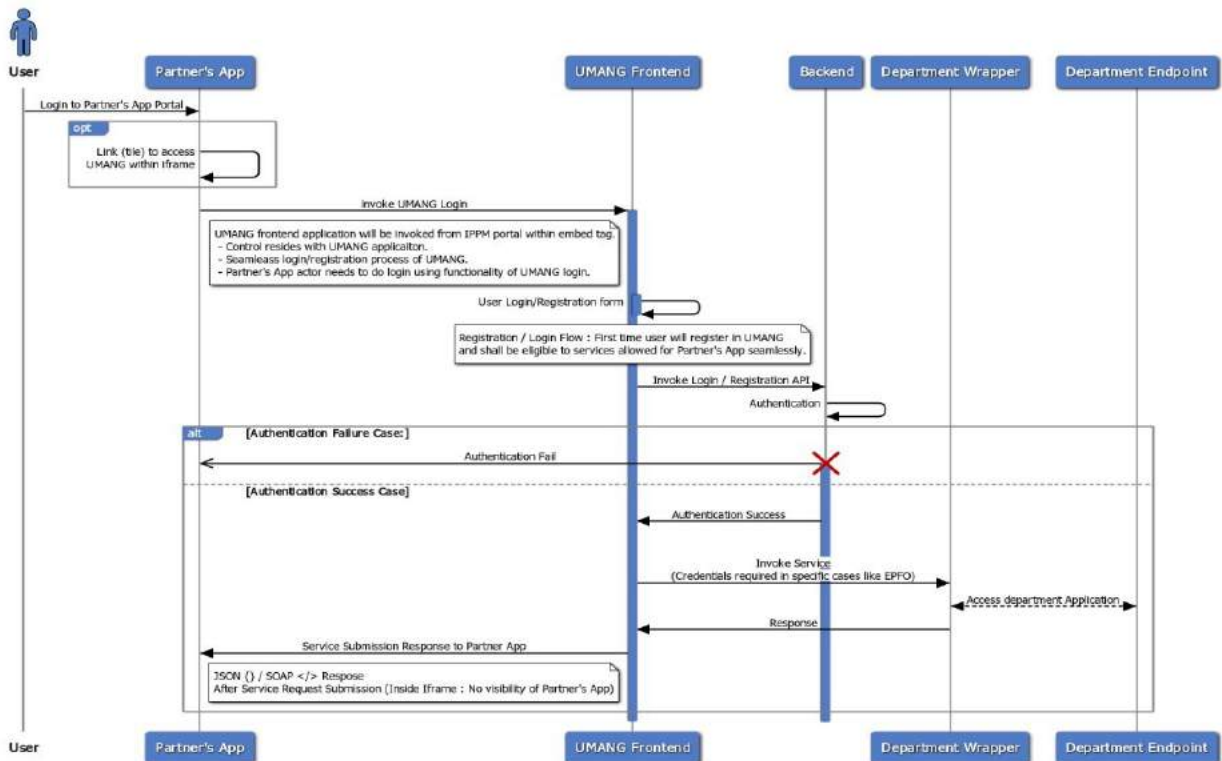 User
Partner's App
UMANG Frontend
Backend
Department Wrapper
Department Endpoint
Login to Partner's App Portal
opt
Link (tile) to access
UMANG within Iframe
Invoke UMANG Login
UMANG frontend application will be invoked from IPPM portal within embed tag.
- Control resides with UMANG applicaiton.
- Seamleass login/registration process of UMANG.
- Partner's App actor needs to do login using functionality of UMANG login.
User Login/Registration form
Registration / Login Flow : First time user will register in UMANG
and shall be eligible to services allowed for Partner's App seamlessly.
Invoke Login / Registration API
Authentication
alt
[Authentication Failure Case:]
Authentication Fail
[Authentication Success Case]
Authentication Success
Invoke Service
(Credentials required in specific cases like EPFO)
Access department Application
Response
Service Submission Response to Partner App
JSON {} / SOAP </> Respose
After Service Request Submission (Inside Iframe : No visibility of Partner's App)
User
Partner's App
UMANG Frontend
Department Wrapper
Department Endpoint